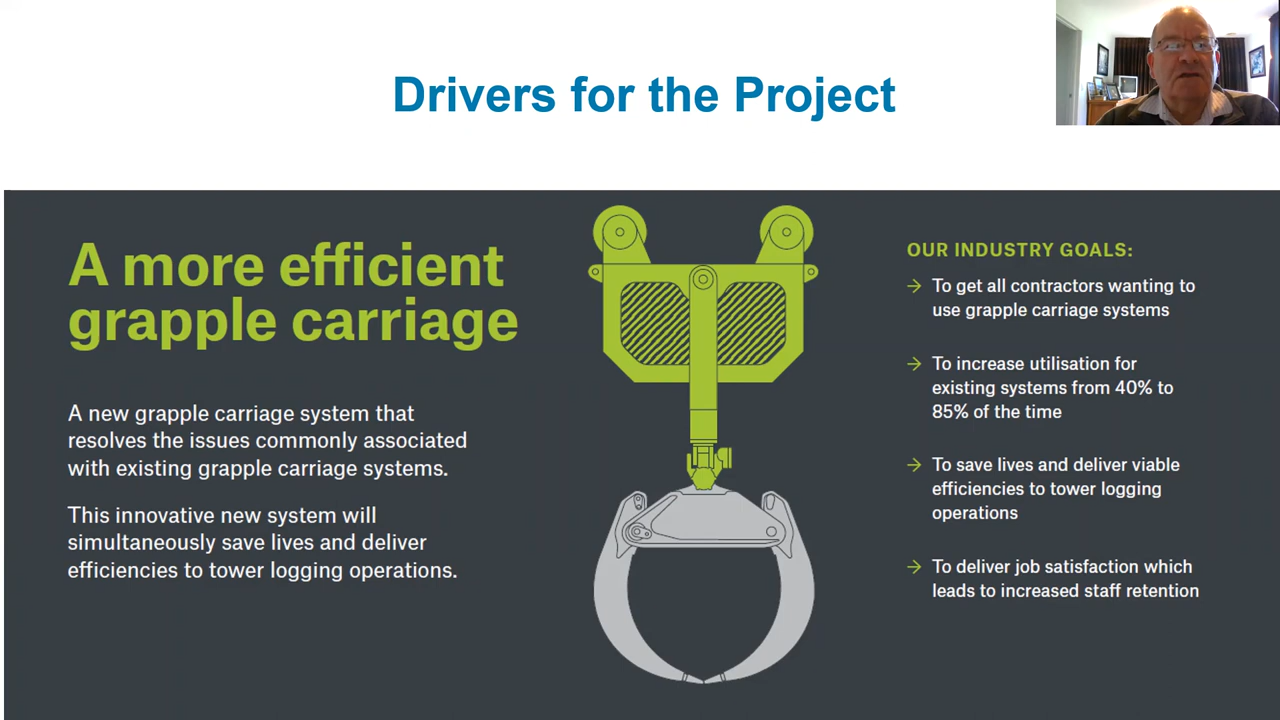 Drivers for the Project
A more efficient
grapple carriage
A new grapple carriage system that
resolves the issues commonly associated
with existing grapple carriage systems.
This innovative new system will
simultaneously save lives and deliver
efficiencies to tower logging operations.
OUR INDUSTRY GOALS:
→ To get all contractors wanting to
use grapple carriage systems
→ To increase utilisation for
existing systems from 40% to
85% of the time
→ To save lives and deliver viable
efficiencies to tower logging
operations
→ To deliver job satisfaction which
leads to increased staff retention